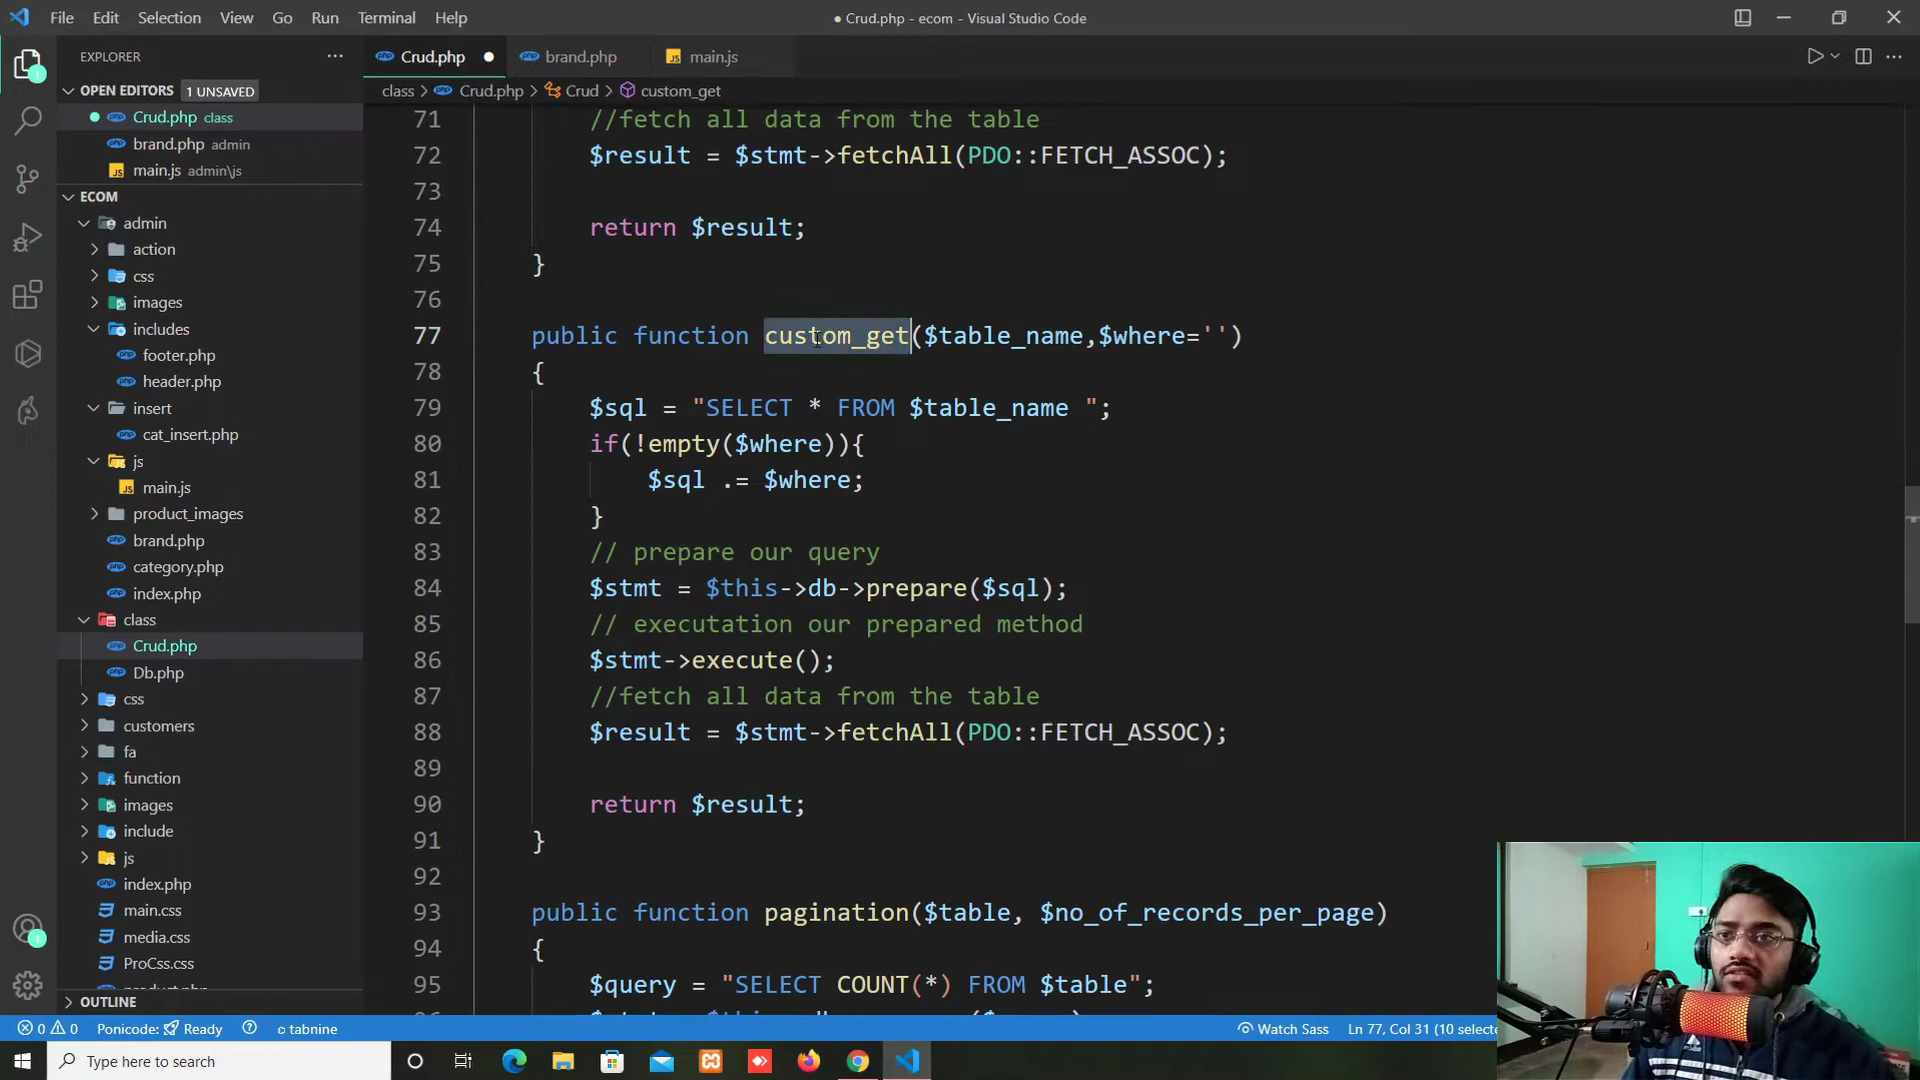 File Edit Selection View Go Run Terminal Help
● Crud.php - ecom - Visual Studio Code
EXPLORER
OPEN EDITORS 1 UNSAVED
Crud.php class
brand.php admin
main.js admin\js
ECOM
admin
action
css
images
includes
footer.php
header.php
insert
cat_insert.php
js
main.js
product_images
brand.php
category.php
index.php
class
Crud.php
Db.php
css
customers
fa
function
images
include
js
index.php
main.css
media.css
ProCss.css
OUTLINE
Crud.php brand.php JS main.js
class > Crud.php > Crud > custom_get
71 //fetch all data from the table
72 $result = $stmt->fetchAll(PDO::FETCH_ASSOC);
73
74 return $result;
75 }
76
77 public function custom_get($table_name,$where='')
78 {
79 $sql = "SELECT * FROM $table_name ";
80 if(!empty($where)){
81 $sql .= $where;
82 }
83 // prepare our query
84 $stmt = $this->db->prepare($sql);
85 // executation our prepared method
86 $stmt->execute();
87 //fetch all data from the table
88 $result = $stmt->fetchAll(PDO::FETCH_ASSOC);
89
90 return $result;
91 }
92
93 public function pagination($table, $no_of_records_per_page)
94 {
95 $query = "SELECT COUNT(*) FROM $table";
0 0 Ponicode: Ready tabnine Watch Sass Ln 77, Col 31 (10 selecte
Type here to search